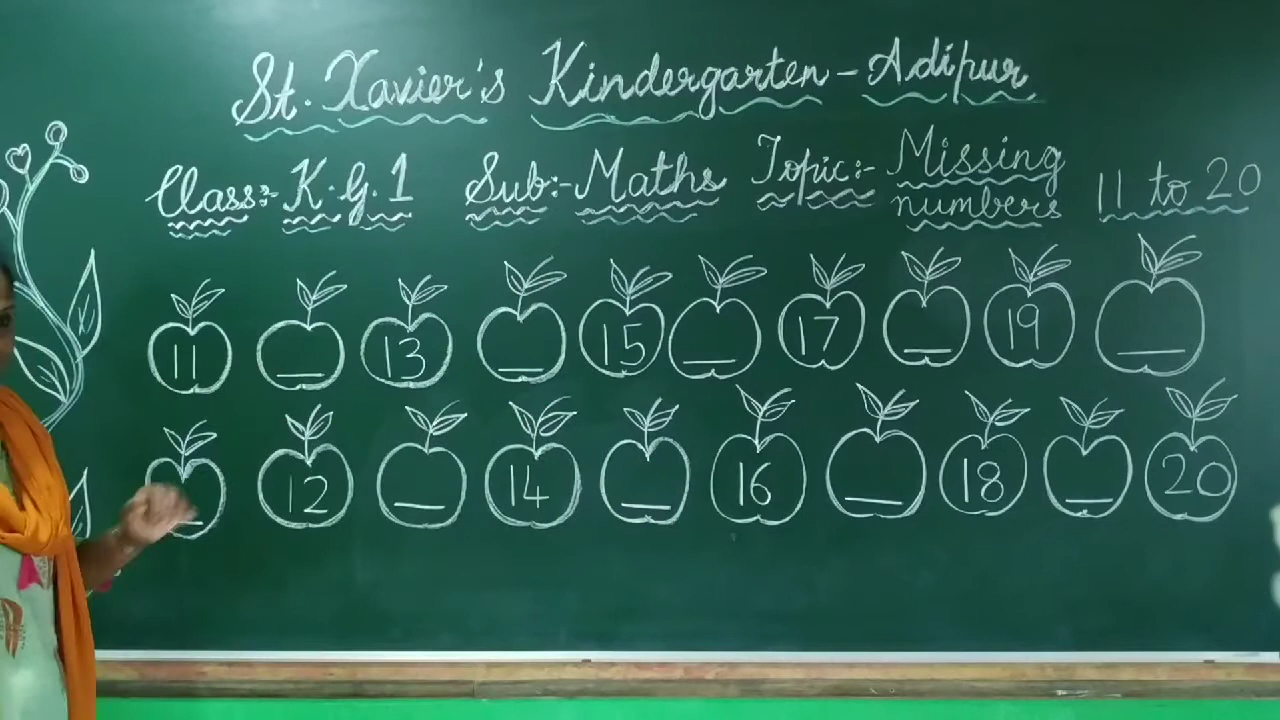 St. Xavier's Kindergarten - Adipur
Class:- K.G.1 Sub:- Maths Topic:- Missing numbers 11 to 20
11 _ 13 _ 15 _ 17 _ 19 _
_ 12 _ 14 _ 16 _ 18 _ 20